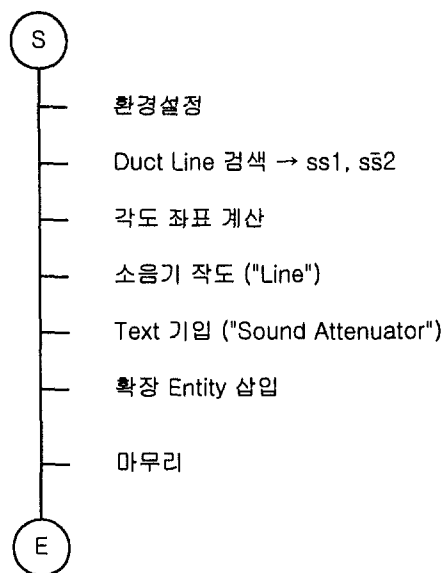 S
환경설정
Duct Line 검색 → ss1, ss2
각도 좌표 계산
소음기 작도 ("Line")
Text 기입 ("Sound Attenuator")
확장 Entity 삽입
마무리
E